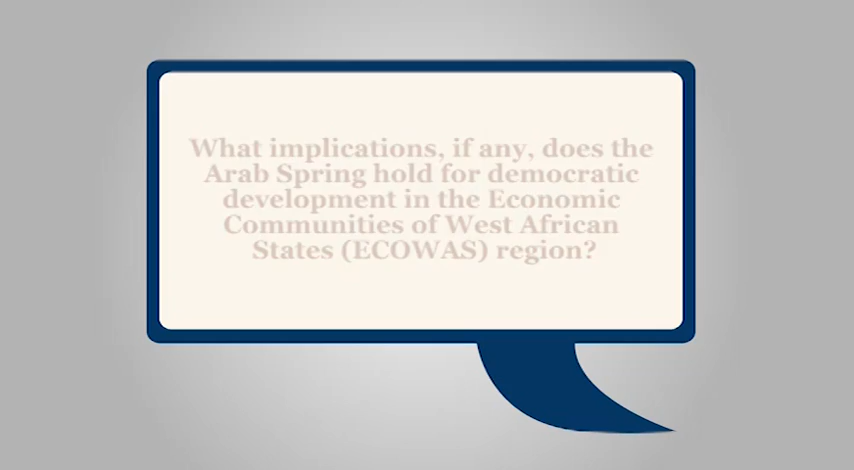 What implications, if any, does the
Arab Spring hold for democratic
development in the Economic
Communities of West African
States (ECOWAS) region?